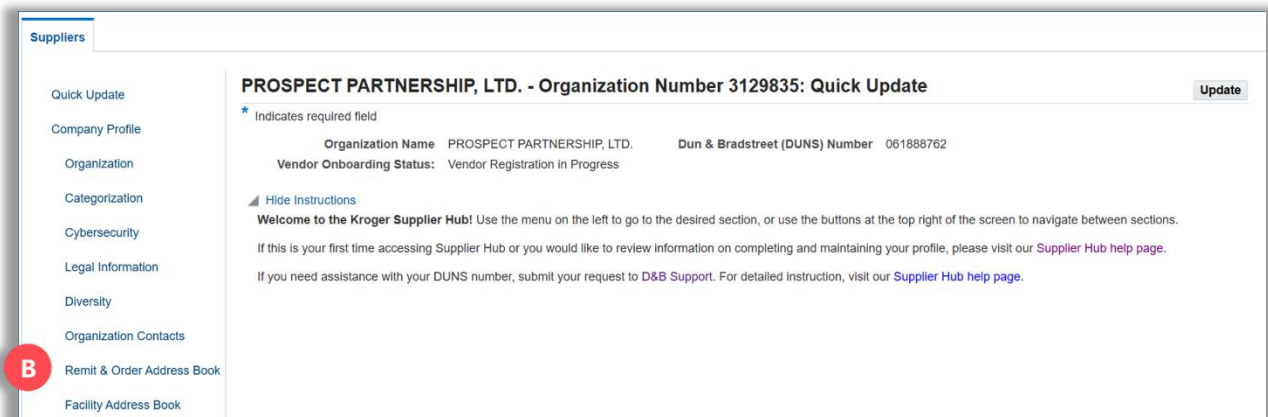 Suppliers
Quick Update
Company Profile
Organization
Categorization
Cybersecurity
Legal Information
Diversity
Organization Contacts
B Remit & Order Address Book
Facility Address Book
PROSPECT PARTNERSHIP, LTD. - Organization Number 3129835: Quick Update
Update
* Indicates required field
Organization Name PROSPECT PARTNERSHIP, LTD. Dun & Bradstreet (DUNS) Number 061888762
Vendor Onboarding Status: Vendor Registration in Progress
Hide Instructions
Welcome to the Kroger Supplier Hub! Use the menu on the left to go to the desired section, or use the buttons at the top right of the screen to navigate between sections.
If this is your first time accessing Supplier Hub or you would like to review information on completing and maintaining your profile, please visit our Supplier Hub help page.
If you need assistance with your DUNS number, submit your request to D&B Support. For detailed instruction, visit our Supplier Hub help page.